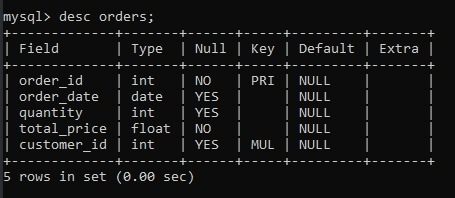 mysql> desc orders;
+-------------+-------+------+-----+---------+-------+
| Field       | Type  | Null | Key | Default | Extra |
+-------------+-------+------+-----+---------+-------+
| order_id    | int   | NO   | PRI | NULL    |       |
| order_date  | date  | YES  |     | NULL    |       |
| quantity    | int   | YES  |     | NULL    |       |
| total_price | float | NO   |     | NULL    |       |
| customer_id | int   | YES  | MUL | NULL    |       |
+-------------+-------+------+-----+---------+-------+
5 rows in set (0.00 sec)